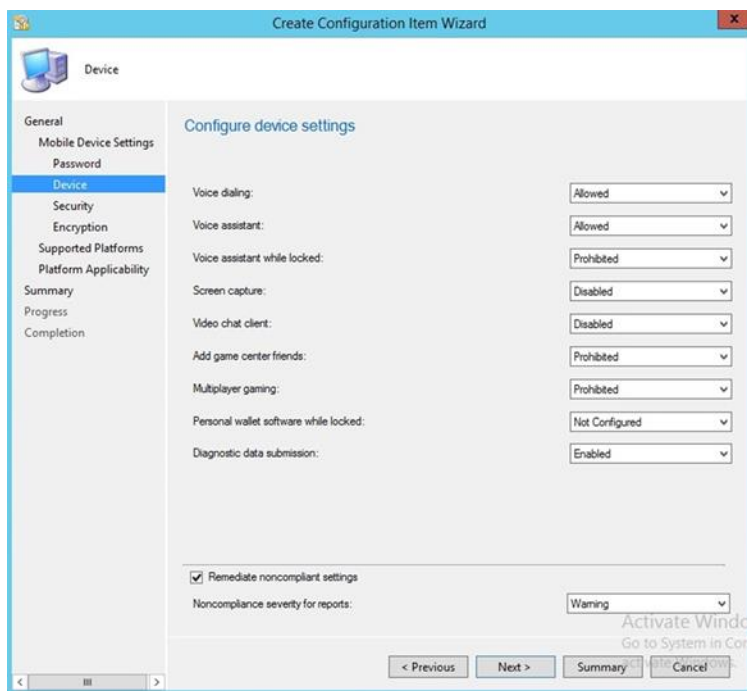 Create Configuration Item Wizard
x
Device
General
Mobile Device Settings
Password
Device
Security
Encryption
Supported Platforms
Platform Applicability
Summary
Progress
Completion
Configure device settings
Voice dialing: Allowed
Voice assistant: Allowed
Voice assistant while locked: Prohibited
Screen capture: Disabled
Video chat client: Disabled
Add game center friends: Prohibited
Multiplayer gaming: Prohibited
Personal wallet software while locked: Not Configured
Diagnostic data submission: Enabled
Remediate noncompliant settings
Noncompliance severity for reports: Warning
Activate Windo
Go to System in Con
activate Windows.
< Previous Next > Summary Cancel